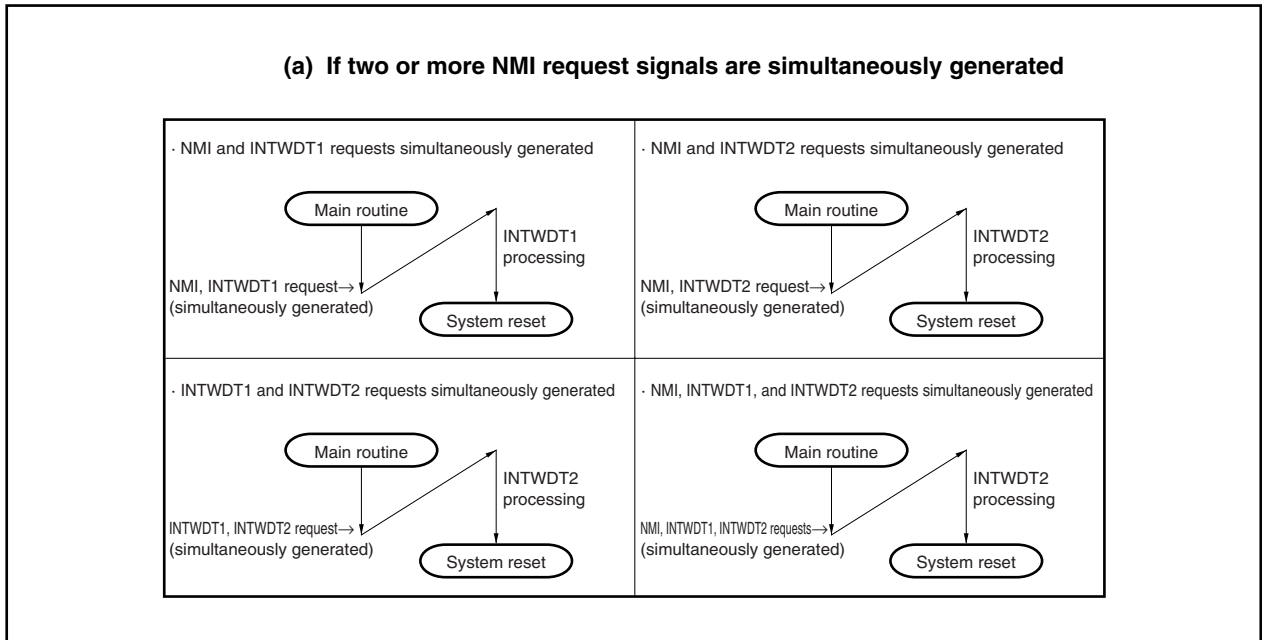 (a) If two or more NMI request signals are simultaneously generated
· NMI and INTWDT1 requests simultaneously generated
Main routine
INTWDT1
processing
NMI, INTWDT1 request→
(simultaneously generated)
System reset
· NMI and INTWDT2 requests simultaneously generated
Main routine
INTWDT2
processing
NMI, INTWDT2 request→
(simultaneously generated)
System reset
· INTWDT1 and INTWDT2 requests simultaneously generated
Main routine
INTWDT2
processing
INTWDT1, INTWDT2 request→
(simultaneously generated)
System reset
· NMI, INTWDT1, and INTWDT2 requests simultaneously generated
Main routine
INTWDT2
processing
NMI, INTWDT1, INTWDT2 requests→
(simultaneously generated)
System reset